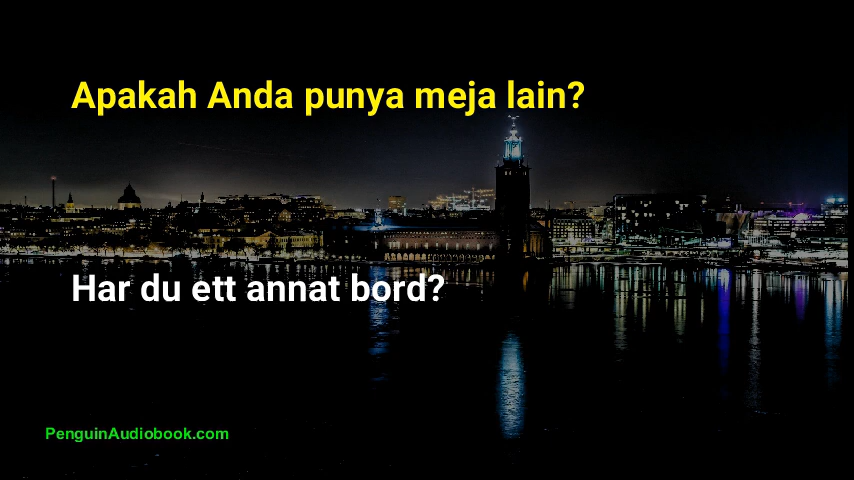 Apakah Anda punya meja lain?
Har du ett annat bord?
PenguinAudiobook.com